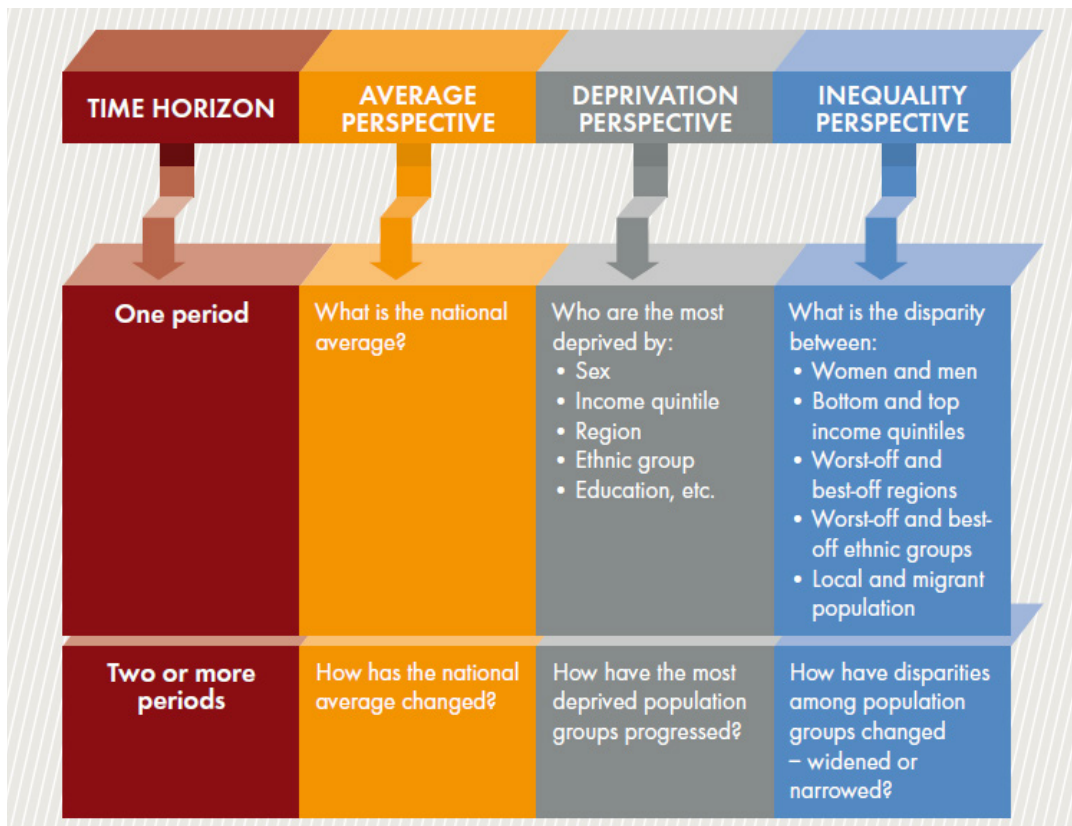 TIME HORIZON
AVERAGE
PERSPECTIVE
DEPRIVATION
PERSPECTIVE
INEQUALITY
PERSPECTIVE
One period
What is the national
average?
Who are the most
deprived by:
• Sex
• Income quintile
• Region
• Ethnic group
• Education, etc.
What is the disparity
between:
• Women and men
• Bottom and top
income quintiles
• Worst-off and
best-off regions
• Worst-off and best-
off ethnic groups
• Local and migrant
population
Two or more
periods
How has the national
average changed?
How have the most
deprived population
groups progressed?
How have disparities
among population
groups changed
– widened or
narrowed?